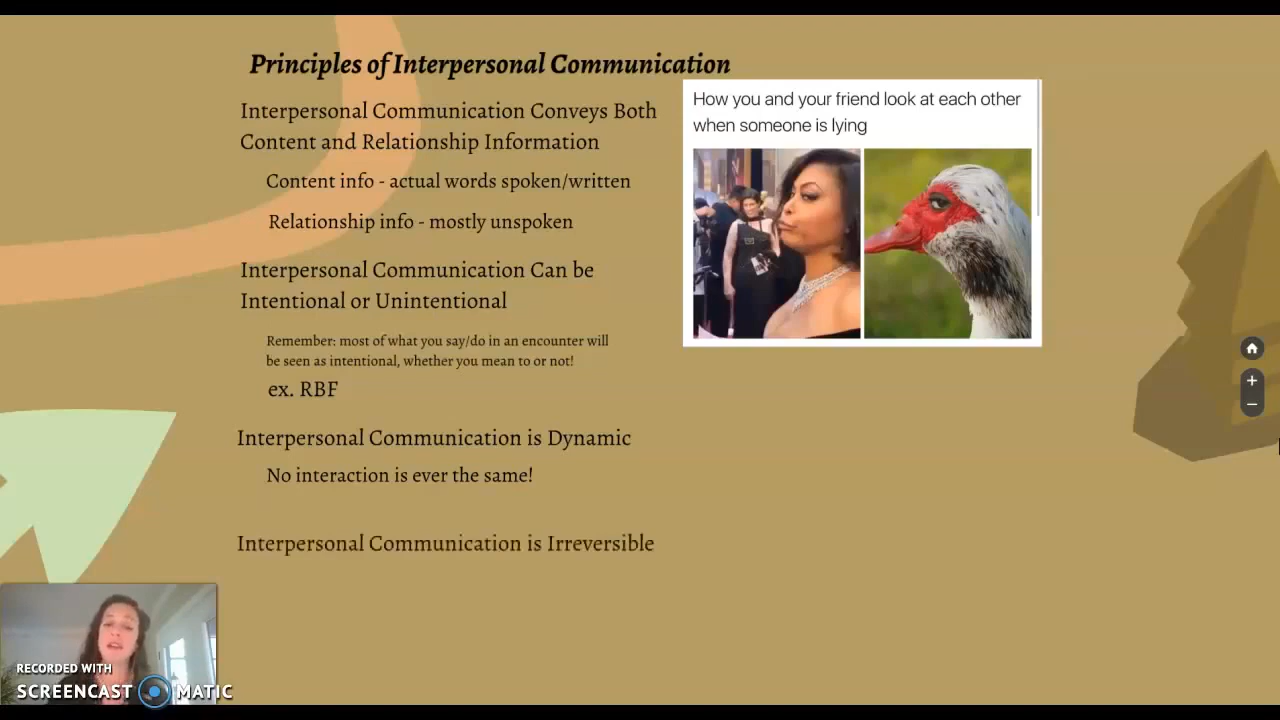 Principles of Interpersonal Communication
Interpersonal Communication Conveys Both
Content and Relationship Information
Content info - actual words spoken/written
Relationship info - mostly unspoken
Interpersonal Communication Can be
Intentional or Unintentional
Remember: most of what you say/do in an encounter will
be seen as intentional, whether you mean to or not!
ex. RBF
Interpersonal Communication is Dynamic
No interaction is ever the same!
Interpersonal Communication is Irreversible
How you and your friend look at each other
when someone is lying
RECORDED WITH
SCREENCAST MATIC